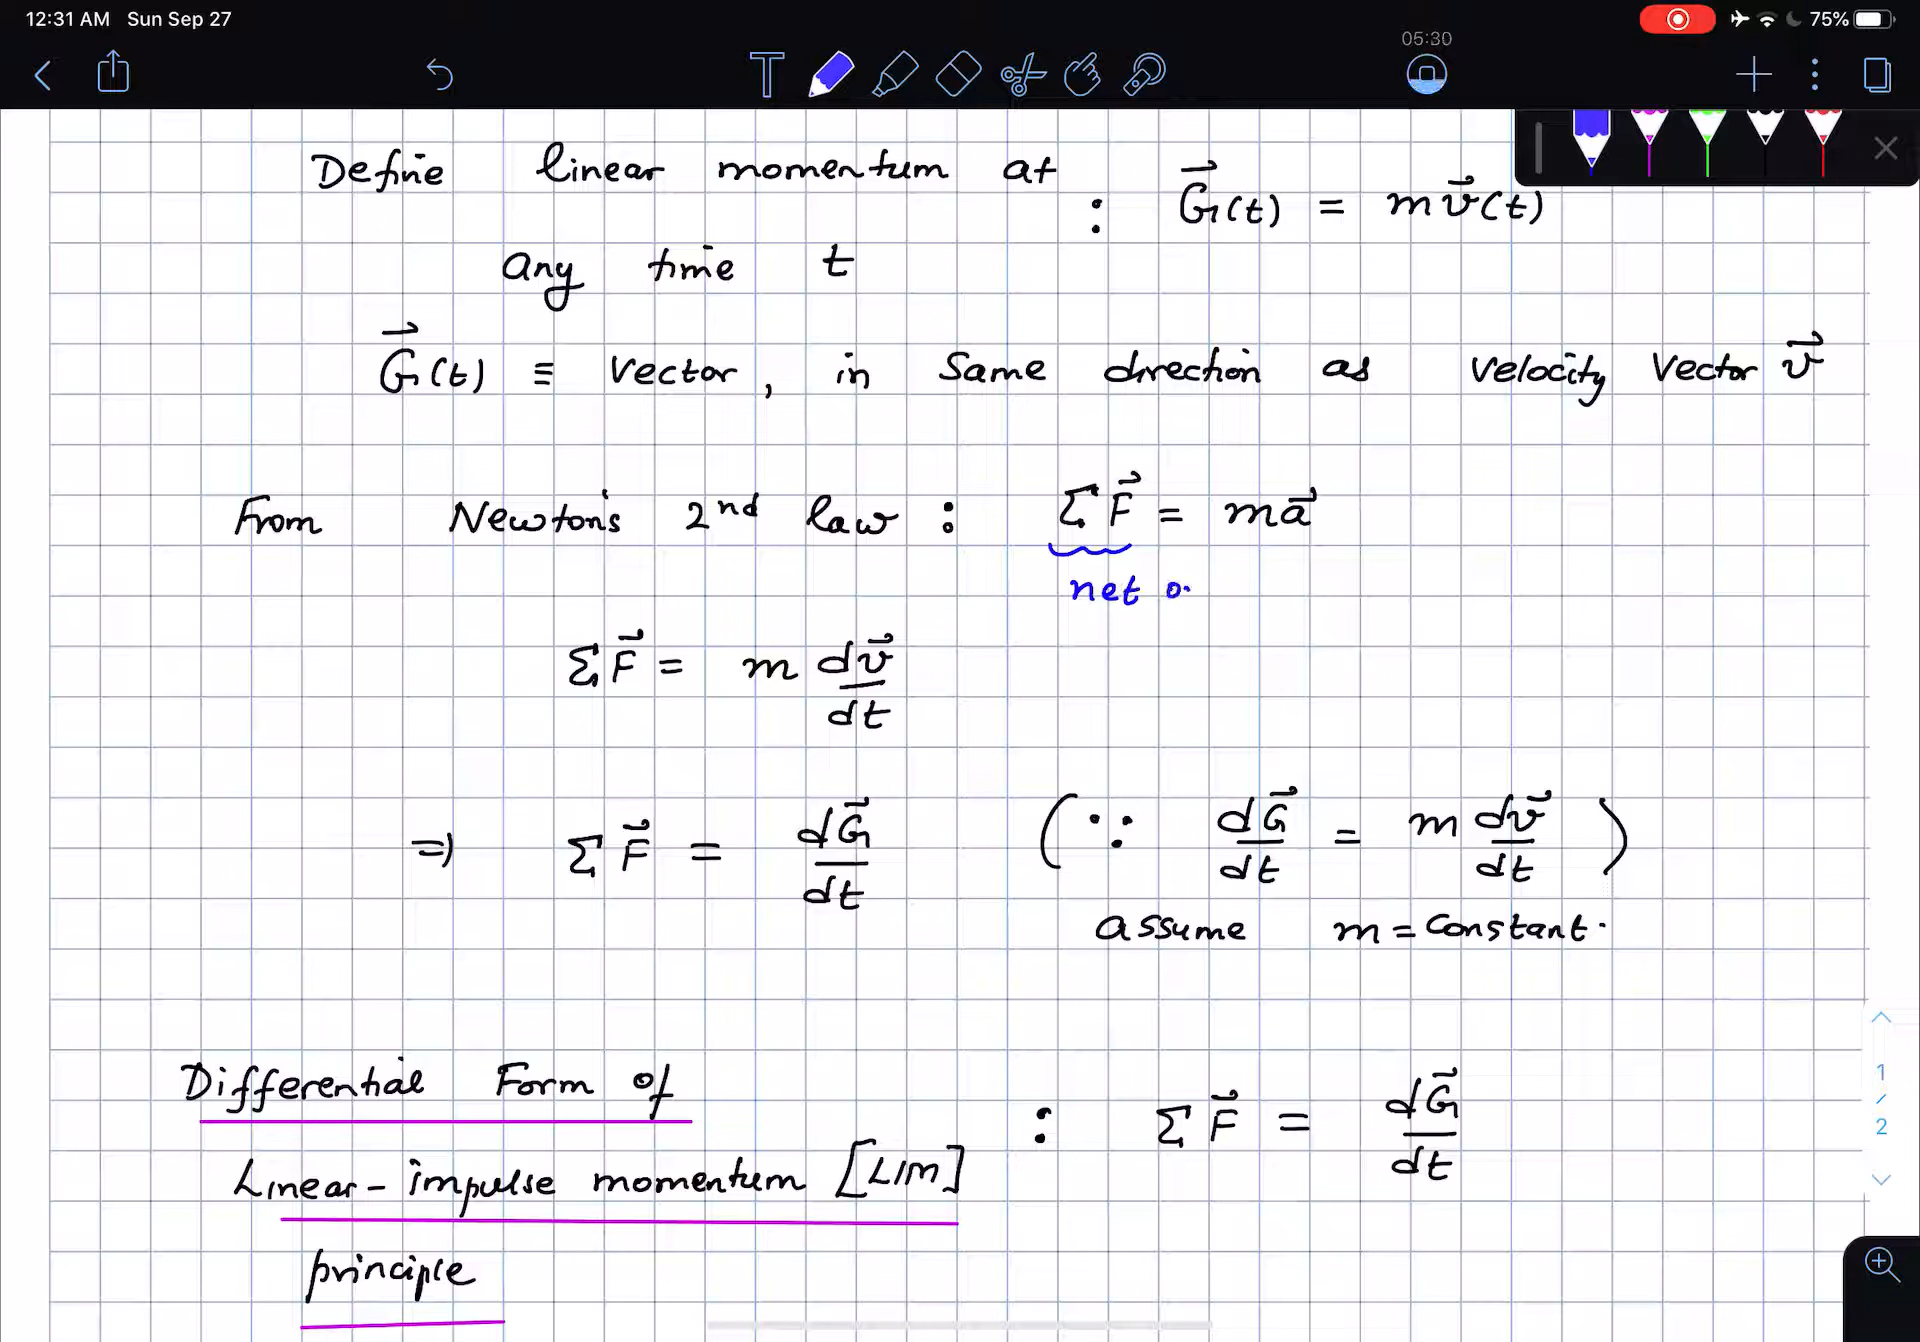 12:31 AM Sun Sep 27
75%
05:30
T
Define linear momentum at
any time t
: G⃗(t) = mv⃗(t)
G⃗(t) ≡ vector, in same direction as velocity vector v⃗
From Newton's 2nd law : ΣF⃗ = ma⃗
net o.
ΣF⃗ = m dv⃗/dt
⇒ ΣF⃗ = dG⃗/dt (∵ dG⃗/dt = m dv⃗/dt)
assume m = constant.
Differential Form of
Linear-impulse momentum [LIM]
principle
: ΣF⃗ = dG⃗/dt
1
/
2